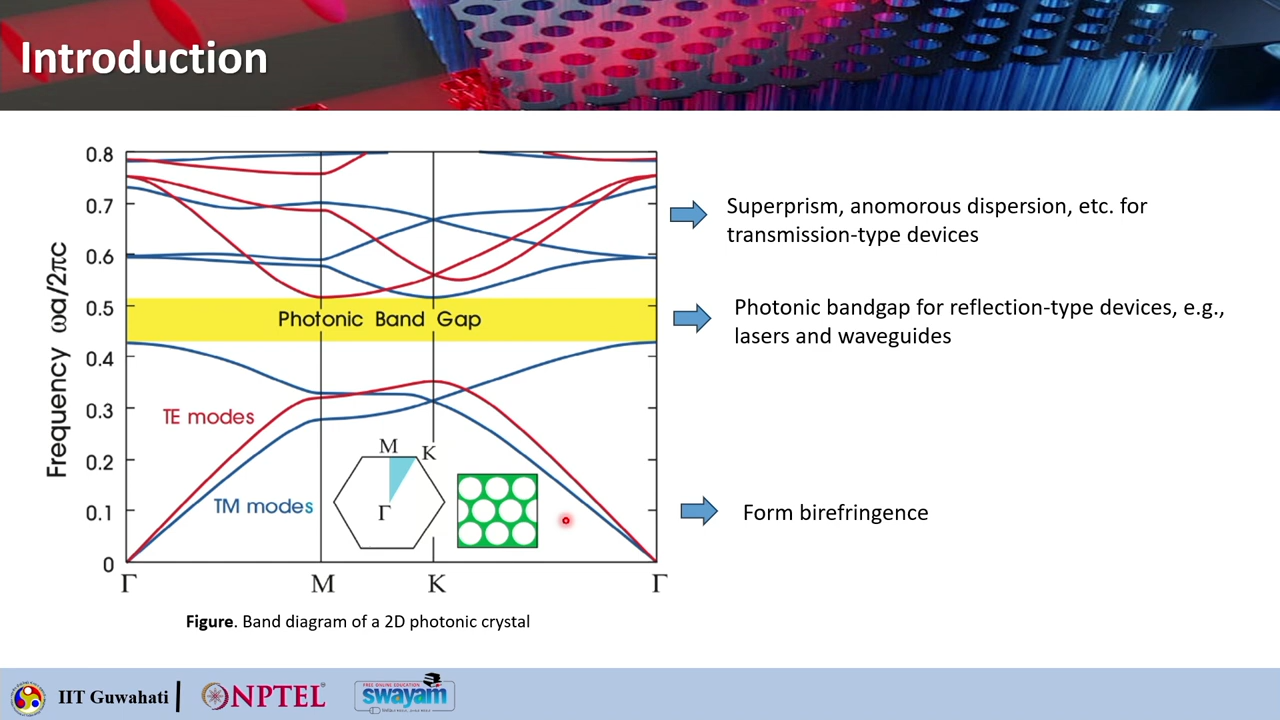 Introduction
Frequency ωa/2πc
0.8
0.7
0.6
0.5
0.4
0.3
0.2
0.1
0
Photonic Band Gap
TE modes
TM modes
M
K
Γ
Γ
M
K
Γ
Figure. Band diagram of a 2D photonic crystal
Superprism, anomorous dispersion, etc. for
transmission-type devices
Photonic bandgap for reflection-type devices, e.g.,
lasers and waveguides
Form birefringence
IIT Guwahati
NPTEL
FREE ONLINE EDUCATION
swayam